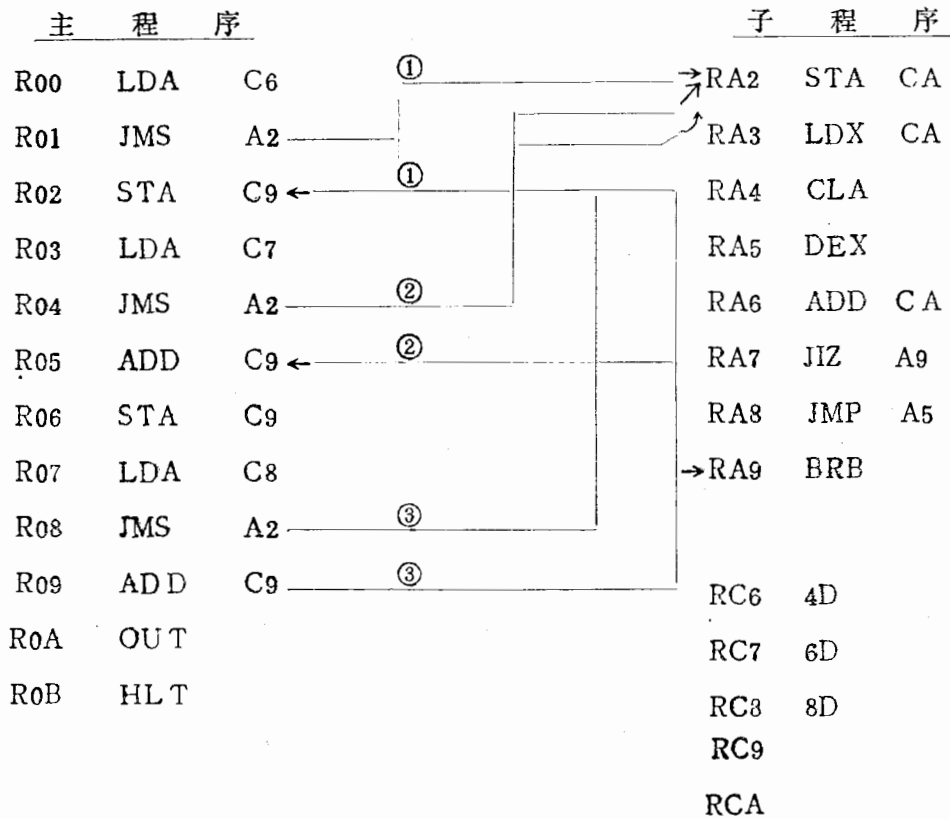 主 程 序
R00 LDA C6
R01 JMS A2
R02 STA C9
R03 LDA C7
R04 JMS A2
R05 ADD C9
R06 STA C9
R07 LDA C8
R08 JMS A2
R09 ADD C9
R0A OUT
R0B HLT
①
①
②
②
③
③
子 程 序
RA2 STA CA
RA3 LDX CA
RA4 CLA
RA5 DEX
RA6 ADD CA
RA7 JIZ A9
RA8 JMP A5
RA9 BRB
RC6 4D
RC7 6D
RC8 8D
RC9
RCA